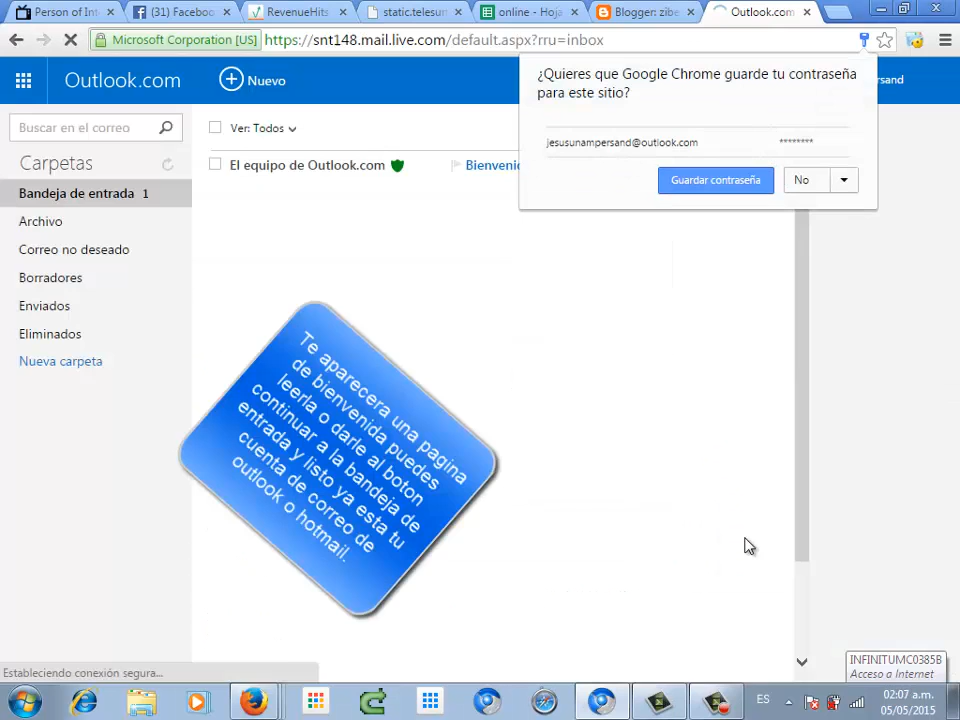 Person of Int
(31) Faceboo
RevenueHits
static.telesun
online - Hoja
Blogger: zibe
Outlook.com
Microsoft Corporation [US]
https://snt148.mail.live.com/default.aspx?rru=inbox
Outlook.com
Nuevo
rsand
¿Quieres que Google Chrome guarde tu contraseña
para este sitio?
jesusunampersand@outlook.com ********
Guardar contraseña
No
Buscar en el correo
Ver: Todos
Carpetas
El equipo de Outlook.com
Bienvenic
Bandeja de entrada 1
Archivo
Correo no deseado
Borradores
Enviados
Eliminados
Nueva carpeta
Te aparecera una pagina
de bienvenida puedes
leerla o darle al boton
continuar a la bandeja de
entrada y listo ya esta tu
cuenta de correo de
outlook o hotmail.
Estableciendo conexión segura...
INFINITUMC0385B
Acceso a Internet
ES
02:07 a.m.
05/05/2015